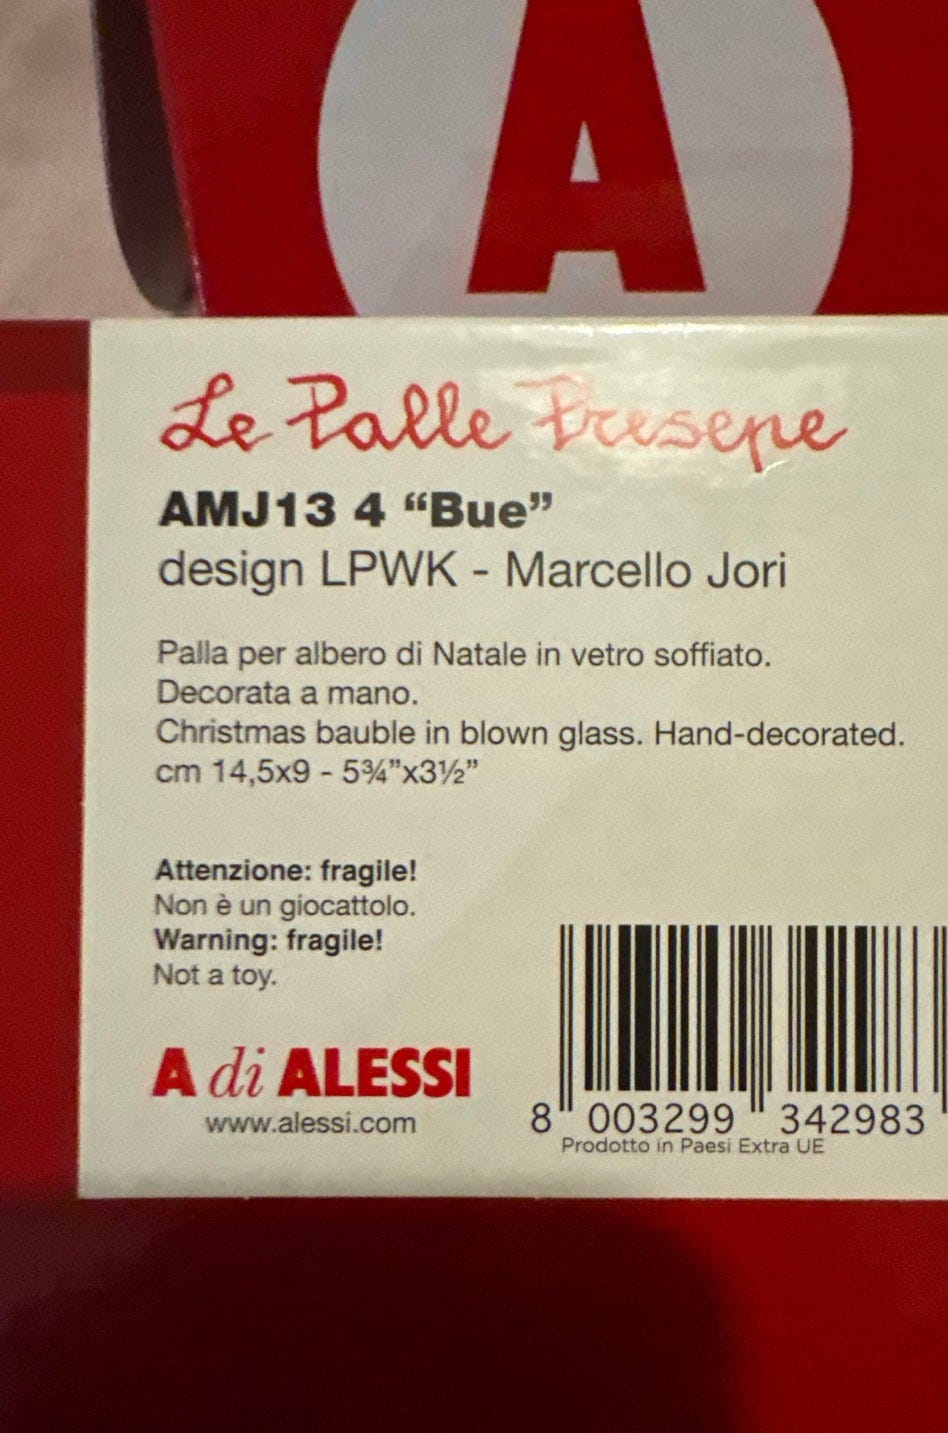 A
Le Palle Presepe
AMJ13 4 “Bue”
design LPWK - Marcello Jori
Palla per albero di Natale in vetro soffiato.
Decorata a mano.
Christmas bauble in blown glass. Hand-decorated.
cm 14,5x9 - 5¾”x3½”
Attenzione: fragile!
Non è un giocattolo.
Warning: fragile!
Not a toy.
A di ALESSI
www.alessi.com
8 003299 342983
Prodotto in Paesi Extra UE